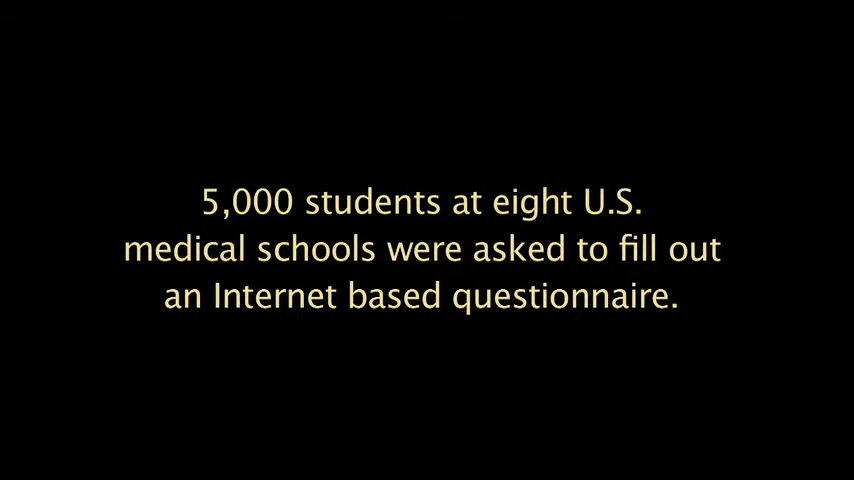 5,000 students at eight U.S.
medical schools were asked to fill out
an Internet based questionnaire.